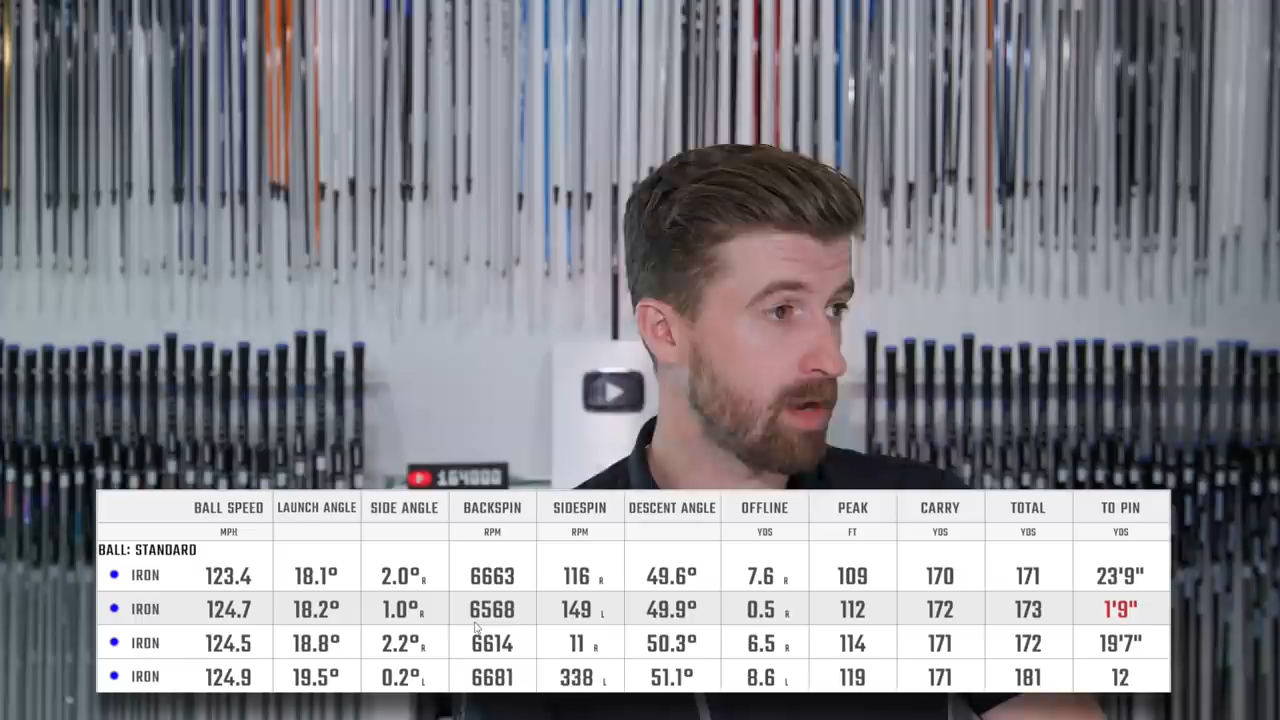 164000
BALL SPEED LAUNCH ANGLE SIDE ANGLE BACKSPIN SIDESPIN DESCENT ANGLE OFFLINE PEAK CARRY TOTAL TO PIN
MPH RPM RPM YDS FT YDS YDS YDS
BALL: STANDARD
IRON 123.4 18.1° 2.0° R 6663 116 R 49.6° 7.6 R 109 170 171 23'9"
IRON 124.7 18.2° 1.0° R 6568 149 L 49.9° 0.5 R 112 172 173 1'9"
IRON 124.5 18.8° 2.2° R 6614 11 R 50.3° 6.5 R 114 171 172 19'7"
IRON 124.9 19.5° 0.2° L 6681 338 L 51.1° 8.6 L 119 171 181 12